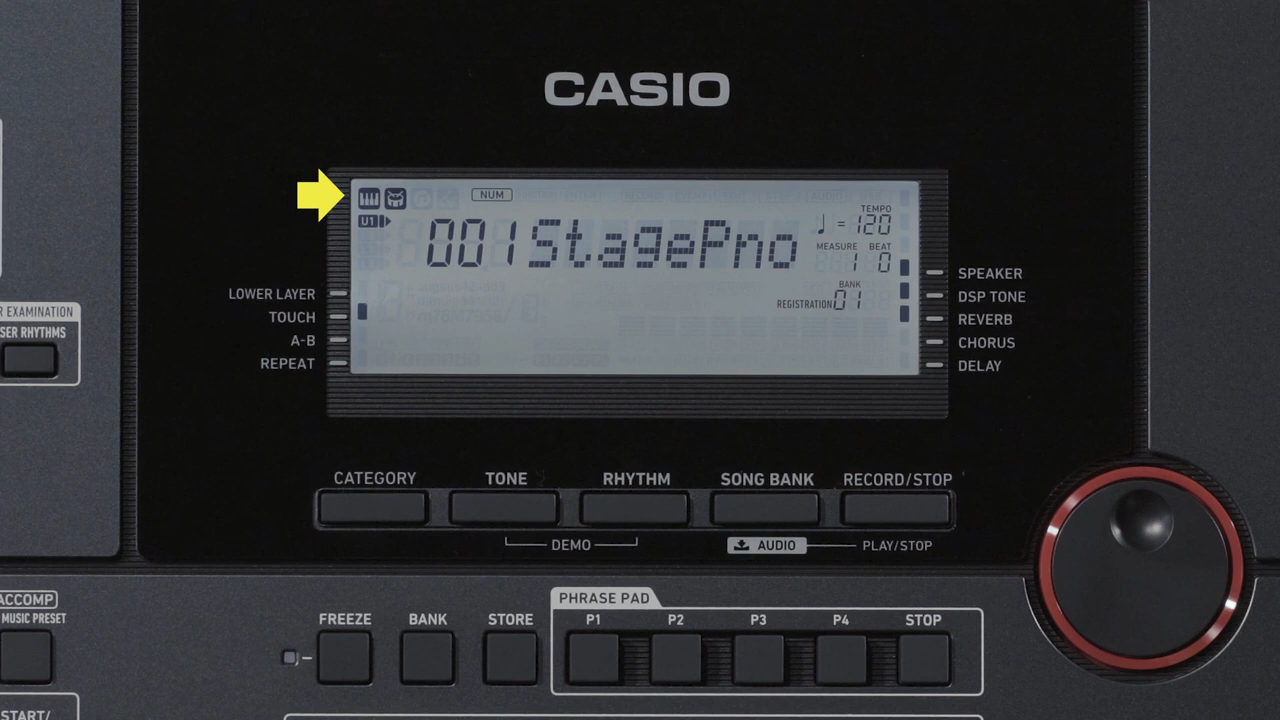 CASIO
NUM
U1
001 StagePno
TEMPO
♩ = 120
MEASURE BEAT
1 0
BANK
REGISTRATION 01
LOWER LAYER
TOUCH
A-B
REPEAT
SPEAKER
DSP TONE
REVERB
CHORUS
DELAY
R EXAMINATION
SER RHYTHMS
CATEGORY TONE RHYTHM SONG BANK RECORD/STOP
DEMO AUDIO PLAY/STOP
ACCOMP
MUSIC PRESET
START/
FREEZE BANK STORE
PHRASE PAD
P1 P2 P3 P4 STOP